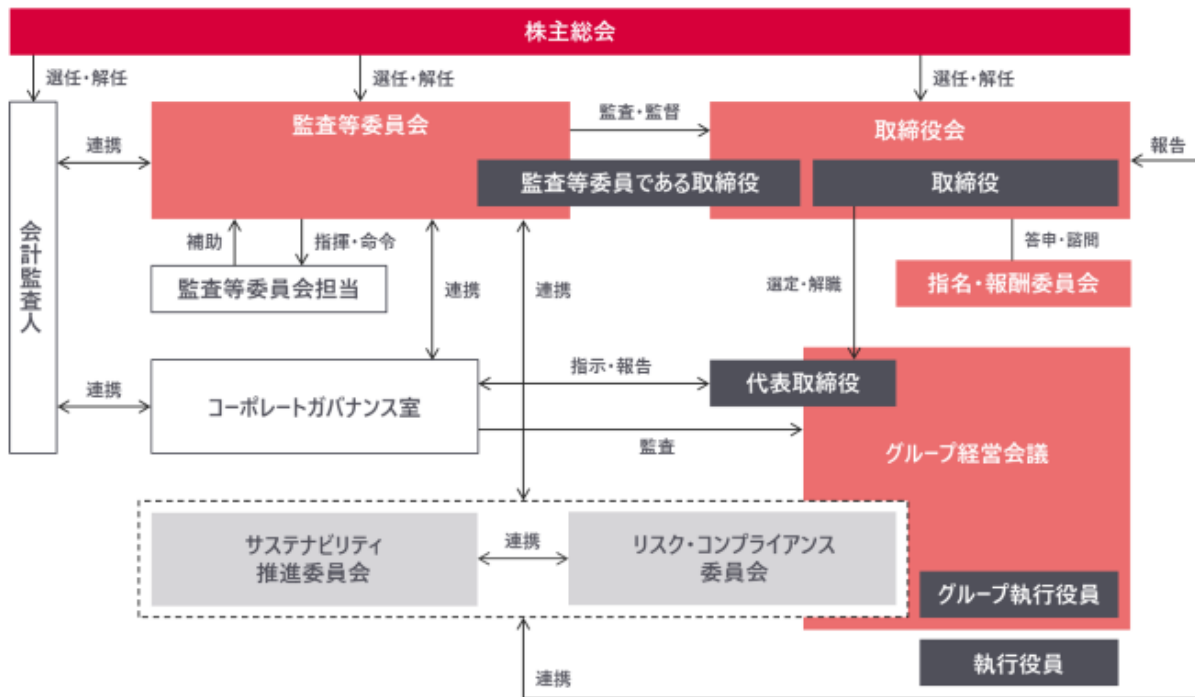 株主総会
選任・解任
選任・解任
選任・解任
監査等委員会
監査・監督
取締役会
連携
報告
監査等委員である取締役
取締役
会計監査人
補助
指揮・命令
答申・諮問
監査等委員会担当
連携
連携
選定・解職
指名・報酬委員会
連携
コーポレートガバナンス室
指示・報告
代表取締役
監査
グループ経営会議
サステナビリティ
推進委員会
連携
リスク・コンプライアンス
委員会
グループ執行役員
執行役員
連携